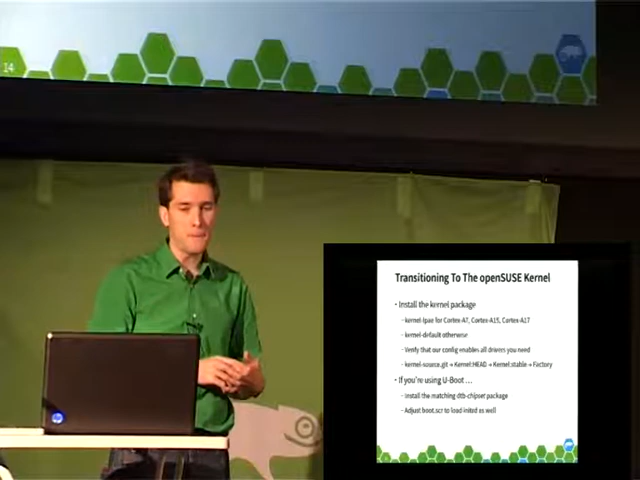 14
Transitioning To The openSUSE Kernel
• Install the kernel package
- kernel-lpae for Cortex-A7, Cortex-A15, Cortex-A17
- kernel-default otherwise
- Verify that our config enables all drivers you need
- kernel-source.git → Kernel:HEAD → Kernel:stable → Factory
• If you're using U-Boot ...
- Install the matching dtb-chipset package
- Adjust boot.scr to load initrd as well
hp